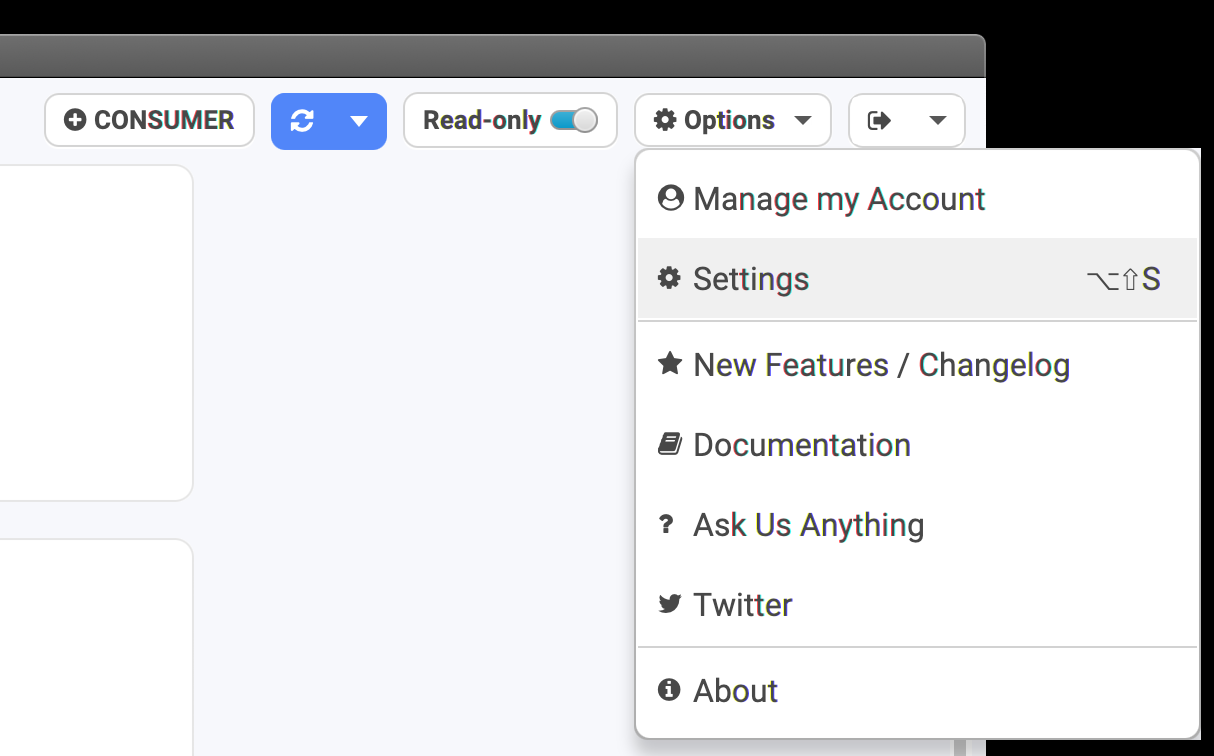 CONSUMER Read-only Options
Manage my Account
Settings ⌥⇧S
New Features / Changelog
Documentation
? Ask Us Anything
Twitter
About